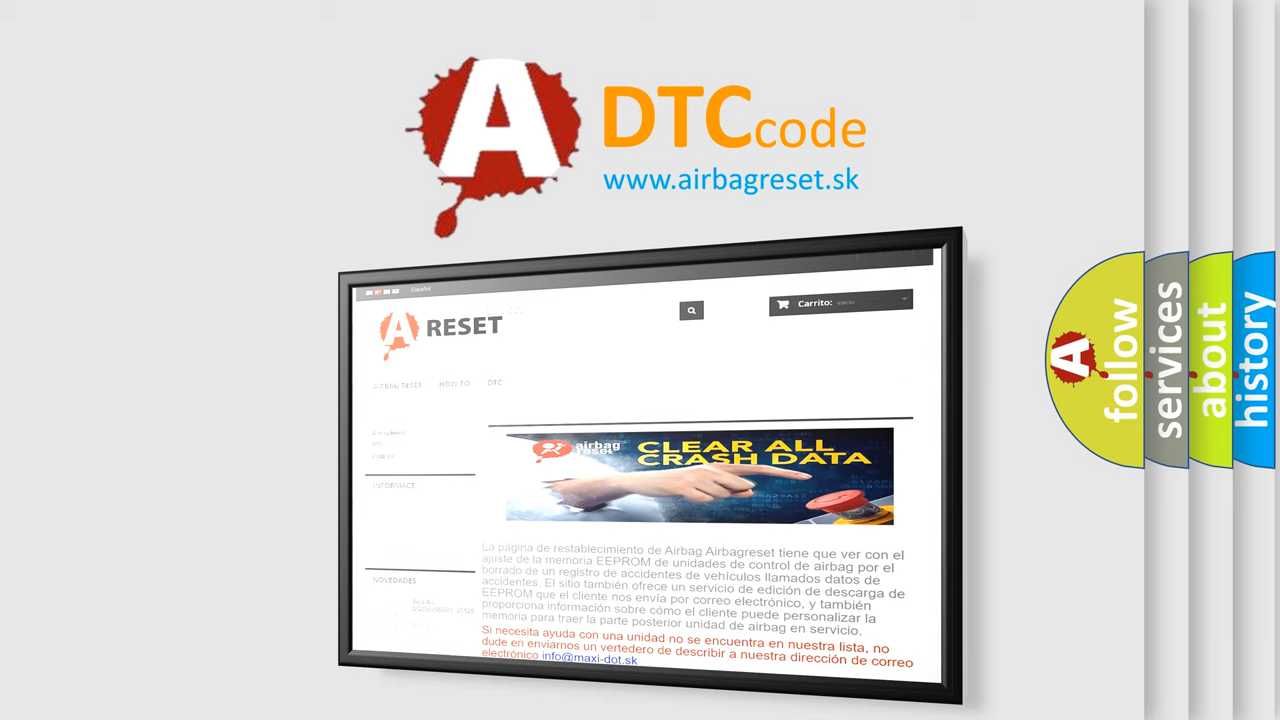 A DTCcode
www.airbagreset.sk
Español
Carrito: vacío
A RESET
AIRBAG RESET HOW TO DTC
airbag
reset
CLEAR ALL
CRASH DATA
INFORMACE
NOVEDADES
La página de restablecimiento de Airbag Airbagreset tiene que ver con el
ajuste de la memoria EEPROM de unidades de control de airbag por el
borrado de un registro de accidentes de vehículos llamados datos de
accidentes. El sitio también ofrece un servicio de edición de descarga de
EEPROM que el cliente nos envía por correo electrónico, y también
proporciona información sobre cómo el cliente puede personalizar la
memoria para traer la parte posterior unidad de airbag en servicio.
Si necesita ayuda con una unidad no se encuentra en nuestra lista, no
dude en enviarnos un vertedero de describir a nuestra dirección de correo
electrónico info@maxi-dot.sk
A follow
services
about
history